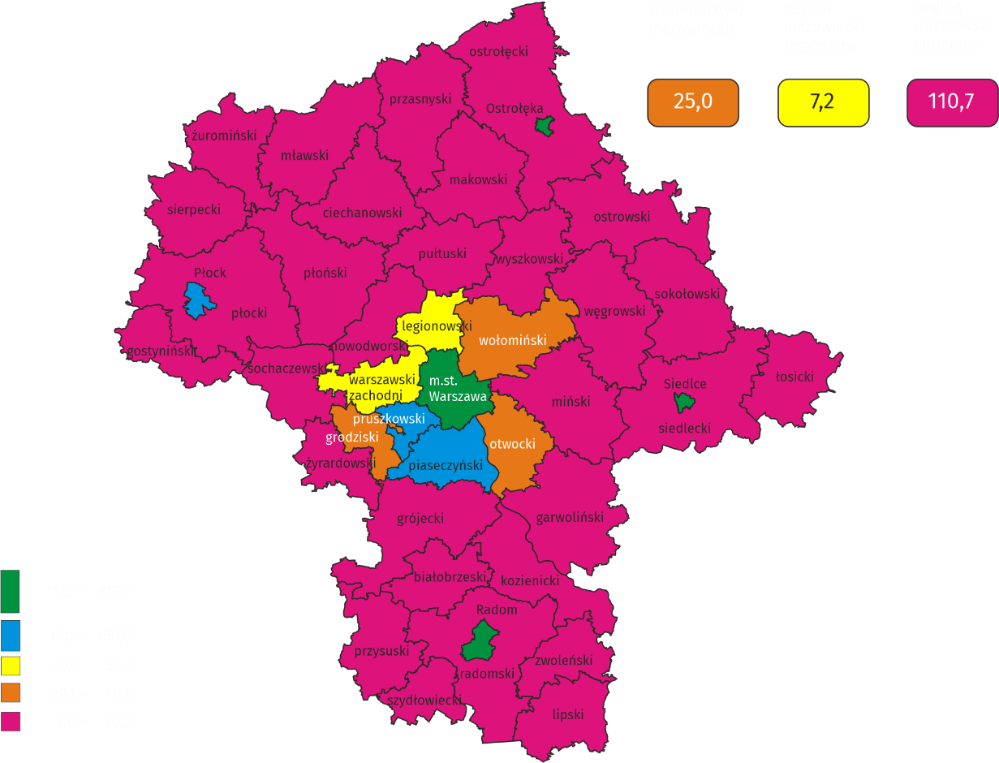 25,0
7,2
110,7
ostrołęcki
przasnyski
Ostrołęka
żuromiński
mławski
makowski
sierpecki
ciechanowski
ostrowski
pułtuski
wyszkowski
Płock
płoński
sokołowski
płocki
węgrowski
legionowski
wołomiński
gostyniński
nowodworski
sochaczewski
warszawski
zachodni
m.st.
Warszawa
Siedlce
łosicki
miński
siedlecki
pruszkowski
grodziski
otwocki
żyrardowski
piaseczyński
grójecki
garwoliński
białobrzeski
kozienicki
Radom
przysuski
zwoleński
radomski
szydłowiecki
lipski